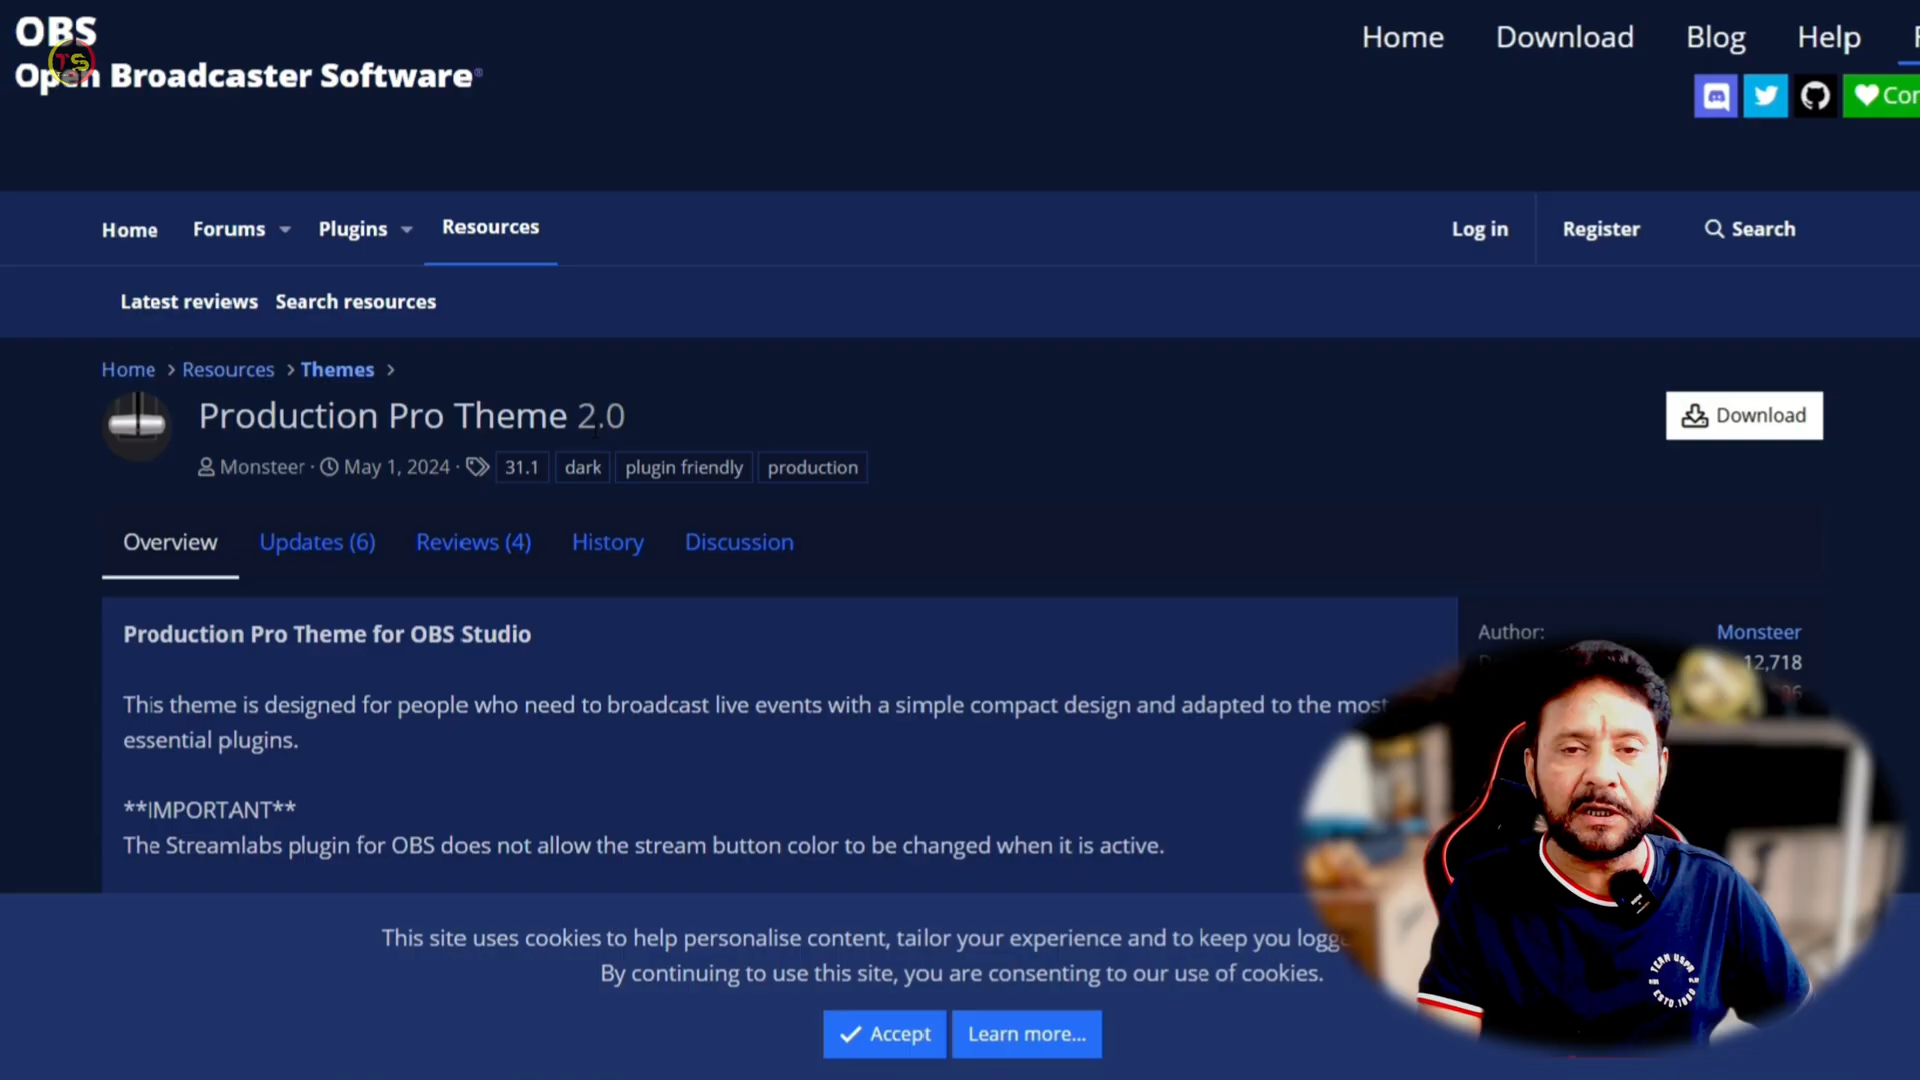 OBS
Open Broadcaster Software
TS
Home Download Blog Help
Home Forums Plugins Resources
Log in Register Search
Latest reviews Search resources
Home > Resources > Themes >
Production Pro Theme 2.0
Download
Monsteer · May 1, 2024 · 31.1 dark plugin friendly production
Overview Updates (6) Reviews (4) History Discussion
Production Pro Theme for OBS Studio
This theme is designed for people who need to broadcast live events with a simple compact design and adapted to the most
essential plugins.
**IMPORTANT**
The Streamlabs plugin for OBS does not allow the stream button color to be changed when it is active.
Author: Monsteer
12,718
This site uses cookies to help personalise content, tailor your experience and to keep you
By continuing to use this site, you are consenting to our use of cookies.
Accept Learn more...
TEAM USPA
ESTD.1890